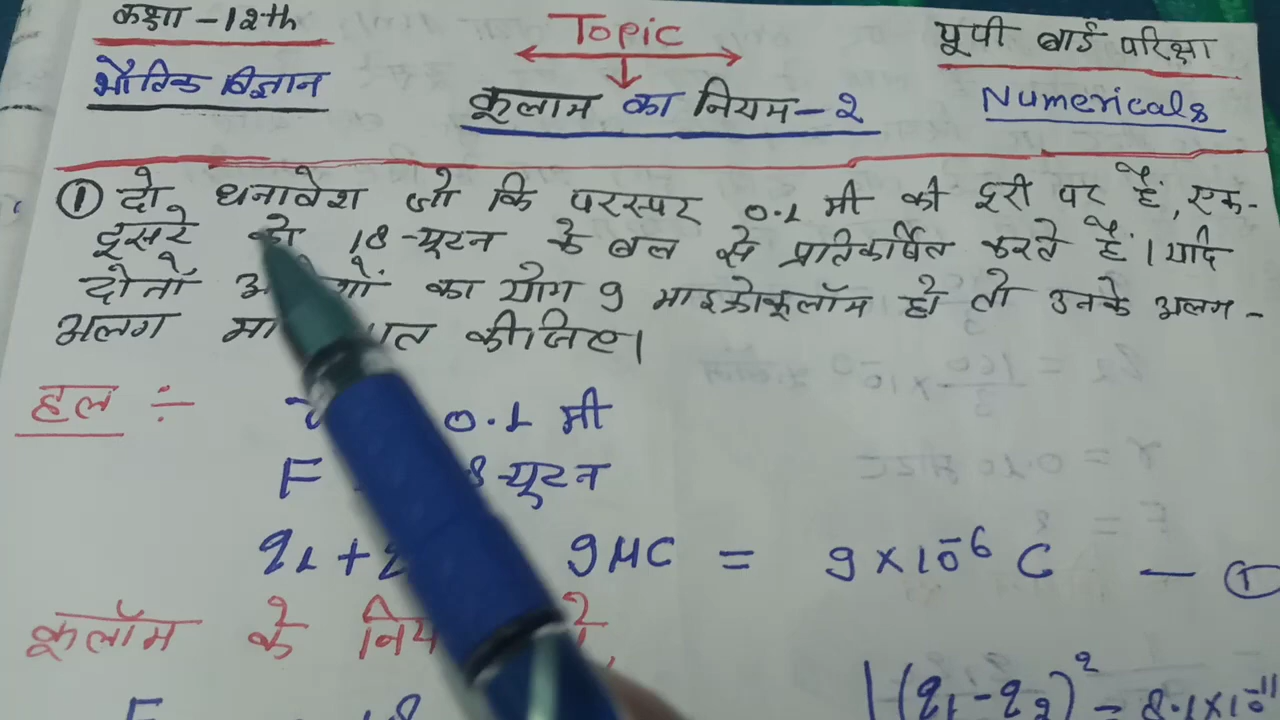 कक्षा - 12th
Topic
यूपी बोर्ड परिक्षा
भौतिक विज्ञान
कूलाम का नियम - 2
Numericals
① दो धनावेश जो कि परस्पर 0.1 मी की दूरी पर हैं, एक-
दूसरे को 18 न्यूटन के बल से प्रतिकर्षित करते हैं। यदि
दोनों का योग 9 माइक्रोकूलॉम हो तो उनके अलग-
अलग कीजिए।
हल ÷
0.1 मी
F न्यूटन
q1 + 9μC = 9×10^-6 C — ①
कूलॉम के
F 18
(q1-q2)^2 = 8.1×10^-11